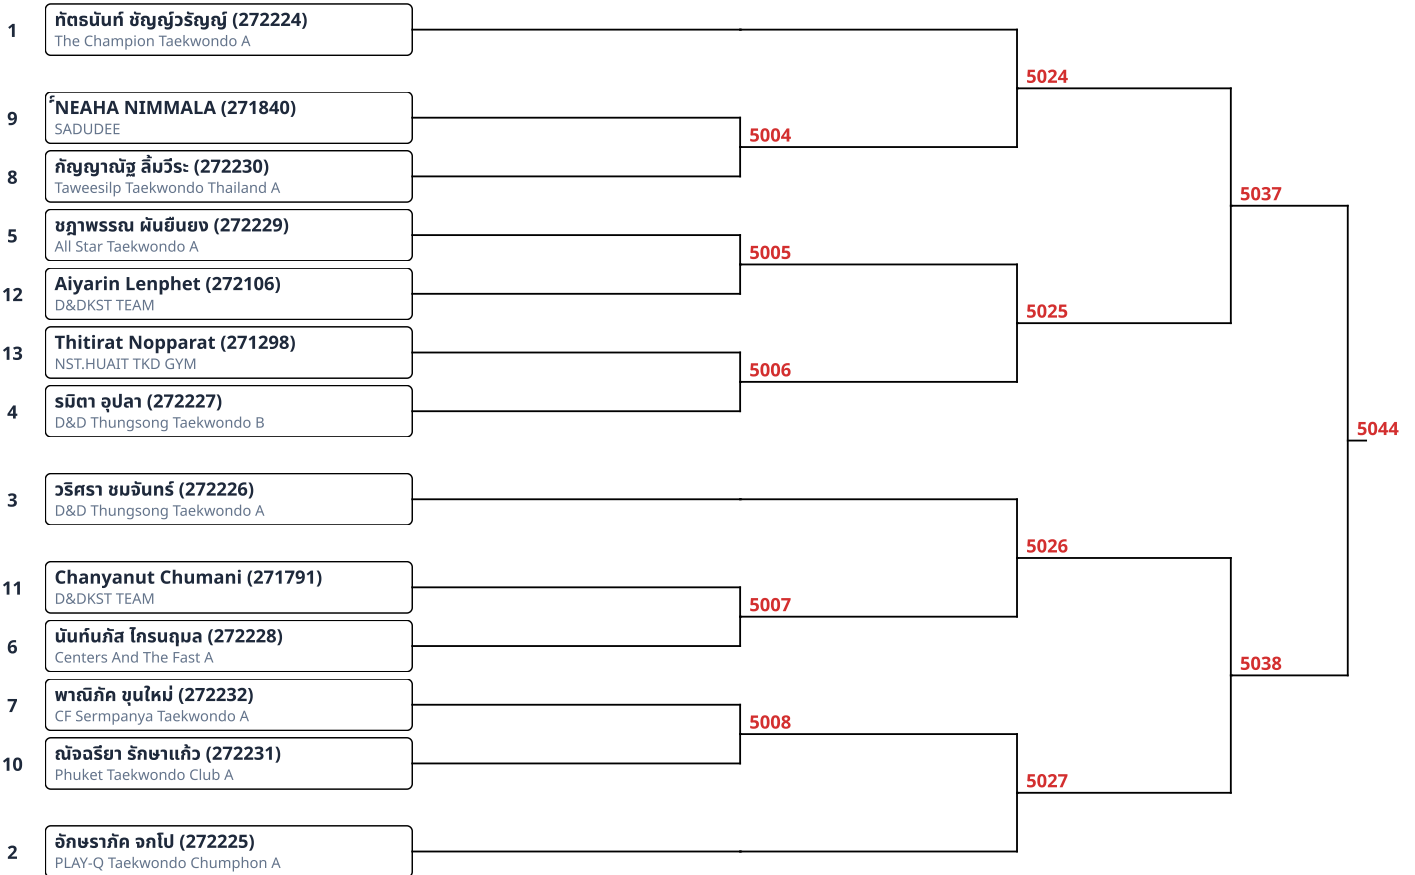 1
ทัตธนันท์ ชัญญ์วรัญญ์ (272224)
The Champion Taekwondo A
9
์NEAHA NIMMALA (271840)
SADUDEE
8
กัญญาณัฐ ลิ้มวีระ (272230)
Taweesilp Taekwondo Thailand A
5
ชฎาพรรณ ผันยืนยง (272229)
All Star Taekwondo A
12
Aiyarin Lenphet (272106)
D&DKST TEAM
13
Thitirat Nopparat (271298)
NST.HUAIT TKD GYM
4
รมิตา อุปลา (272227)
D&D Thungsong Taekwondo B
3
วริศรา ชมจันทร์ (272226)
D&D Thungsong Taekwondo A
11
Chanyanut Chumani (271791)
D&DKST TEAM
6
นันท์นภัส ไกรนฤมล (272228)
Centers And The Fast A
7
พาณิภัค ขุนใหม่ (272232)
CF Sermpanya Taekwondo A
10
ณัจฉรียา รักษาแก้ว (272231)
Phuket Taekwondo Club A
2
อักษราภัค จกโป (272225)
PLAY-Q Taekwondo Chumphon A
5004
5005
5006
5007
5008
5024
5025
5026
5027
5037
5038
5044